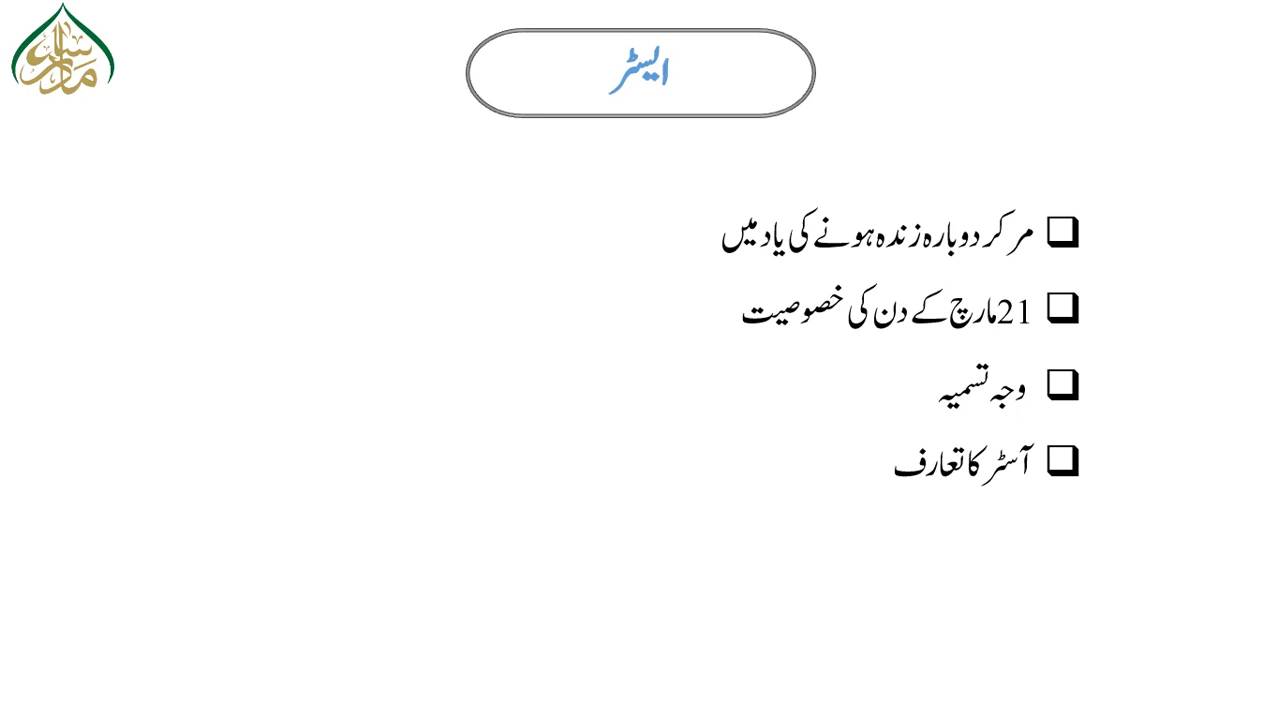 ایسٹر
مر کر دوبارہ زندہ ہونے کی یاد میں
21مارچ کے دن کی خصوصیت
وجہ تسمیہ
آسٹر کا تعارف